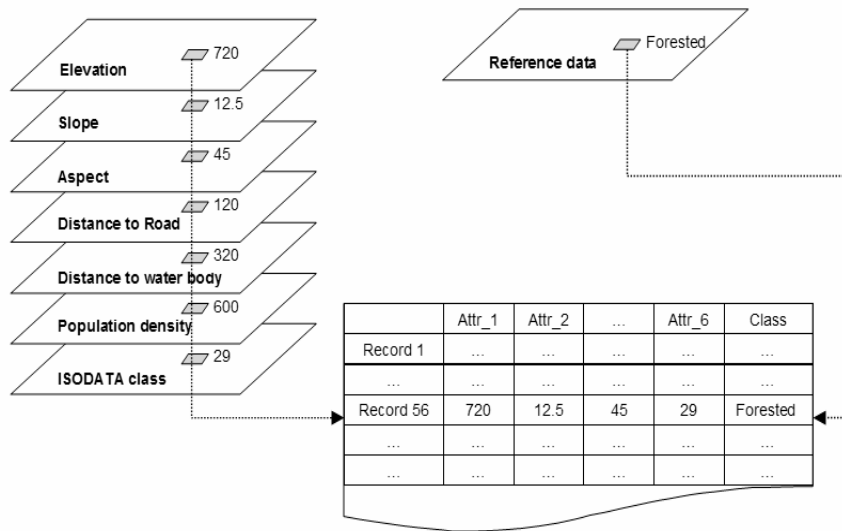 Elevation 720
Slope 12.5
Aspect 45
Distance to Road 120
Distance to water body 320
Population density 600
ISODATA class 29
Reference data Forested
Attr_1 Attr_2 ... Attr_6 Class
Record 1 ... ... ... ... ...
... ... ... ... ... ...
Record 56 720 12.5 45 29 Forested
... ... ... ... ... ...
... ... ... ... ... ...